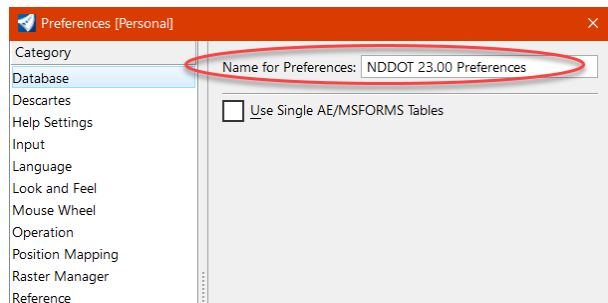 Preferences [Personal]
Category
Database
Descartes
Help Settings
Input
Language
Look and Feel
Mouse Wheel
Operation
Position Mapping
Raster Manager
Reference
Name for Preferences: NDDOT 23.00 Preferences
Use Single AE/MSFORMS Tables